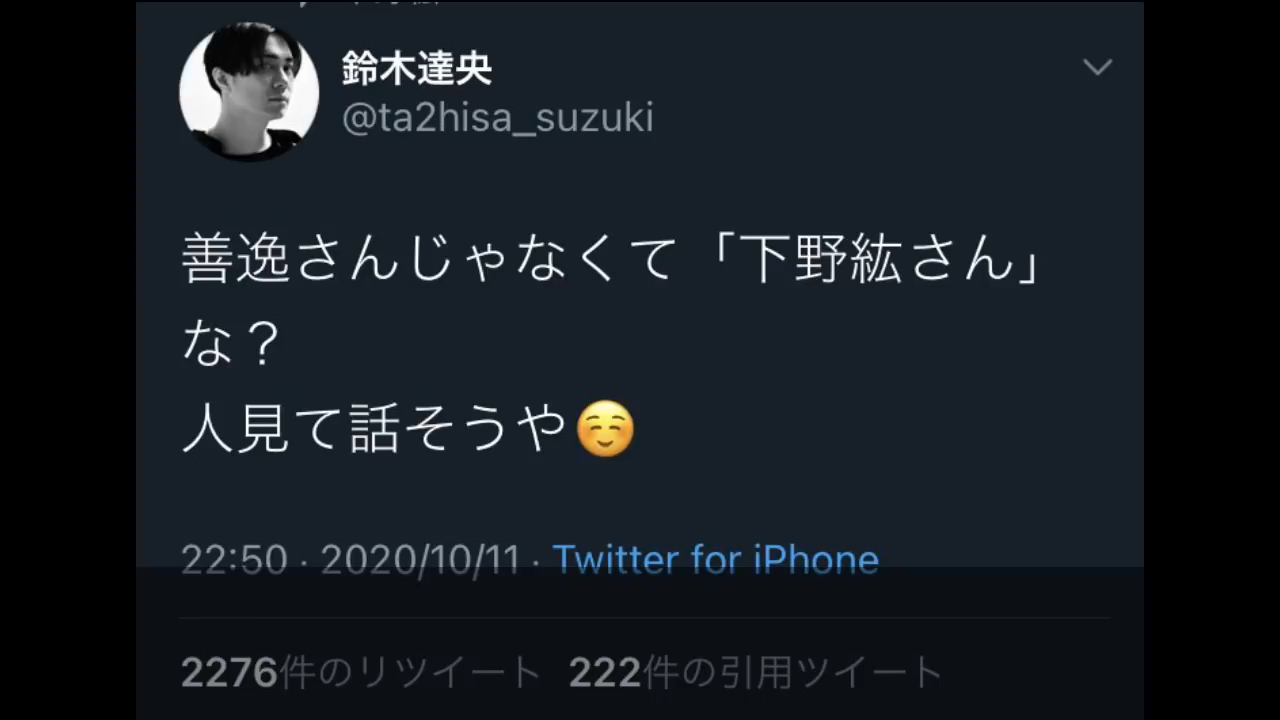 鈴木達央
@ta2hisa_suzuki
善逸さんじゃなくて「下野紘さん」
な？
人見て話そうや☺️
22:50 · 2020/10/11 · Twitter for iPhone
2276件のリツイート 222件の引用ツイート